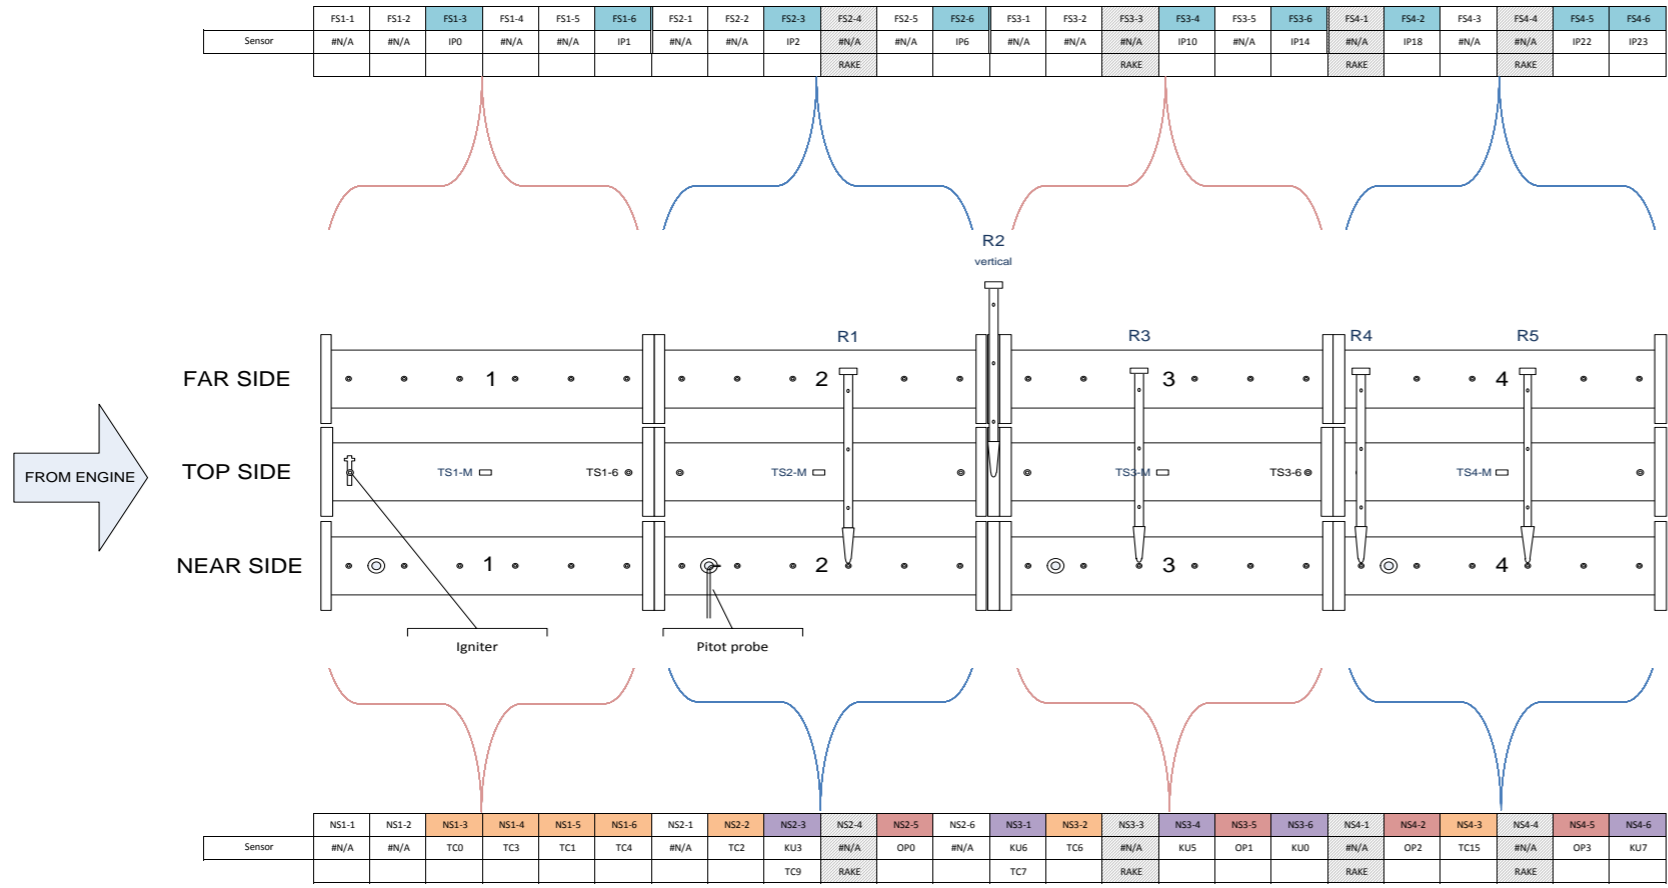 FS1-1 FS1-2 FS1-3 FS1-4 FS1-5 FS1-6 FS2-1 FS2-2 FS2-3 FS2-4 FS2-5 FS2-6 FS3-1 FS3-2 FS3-3 FS3-4 FS3-5 FS3-6 FS4-1 FS4-2 FS4-3 FS4-4 FS4-5 FS4-6
Sensor #N/A #N/A IP0 #N/A #N/A IP1 #N/A #N/A IP2 #N/A #N/A IP6 #N/A #N/A #N/A IP10 #N/A IP14 #N/A IP18 #N/A #N/A IP22 IP23
RAKE RAKE RAKE RAKE
R2
vertical
R1 R3 R4 R5
FAR SIDE 1 2 3 4
FROM ENGINE
TOP SIDE TS1-M TS1-6 TS2-M TS3-M TS3-6 TS4-M
NEAR SIDE 1 2 3 4
Igniter Pitot probe
NS1-1 NS1-2 NS1-3 NS1-4 NS1-5 NS1-6 NS2-1 NS2-2 NS2-3 NS2-4 NS2-5 NS2-6 NS3-1 NS3-2 NS3-3 NS3-4 NS3-5 NS3-6 NS4-1 NS4-2 NS4-3 NS4-4 NS4-5 NS4-6
Sensor #N/A #N/A TC0 TC3 TC1 TC4 #N/A TC2 KU3 #N/A OP0 #N/A KU6 TC6 #N/A KU5 OP1 KU0 #N/A OP2 TC15 #N/A OP3 KU7
TC9 RAKE TC7 RAKE RAKE RAKE